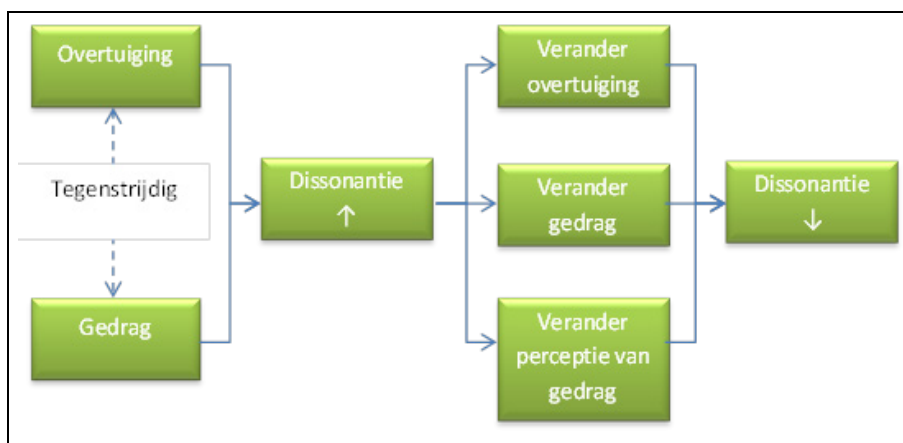 Overtuiging
Tegenstrijdig
Gedrag
Dissonantie
↑
Verander
overtuiging
Verander
gedrag
Verander
perceptie van
gedrag
Dissonantie
↓